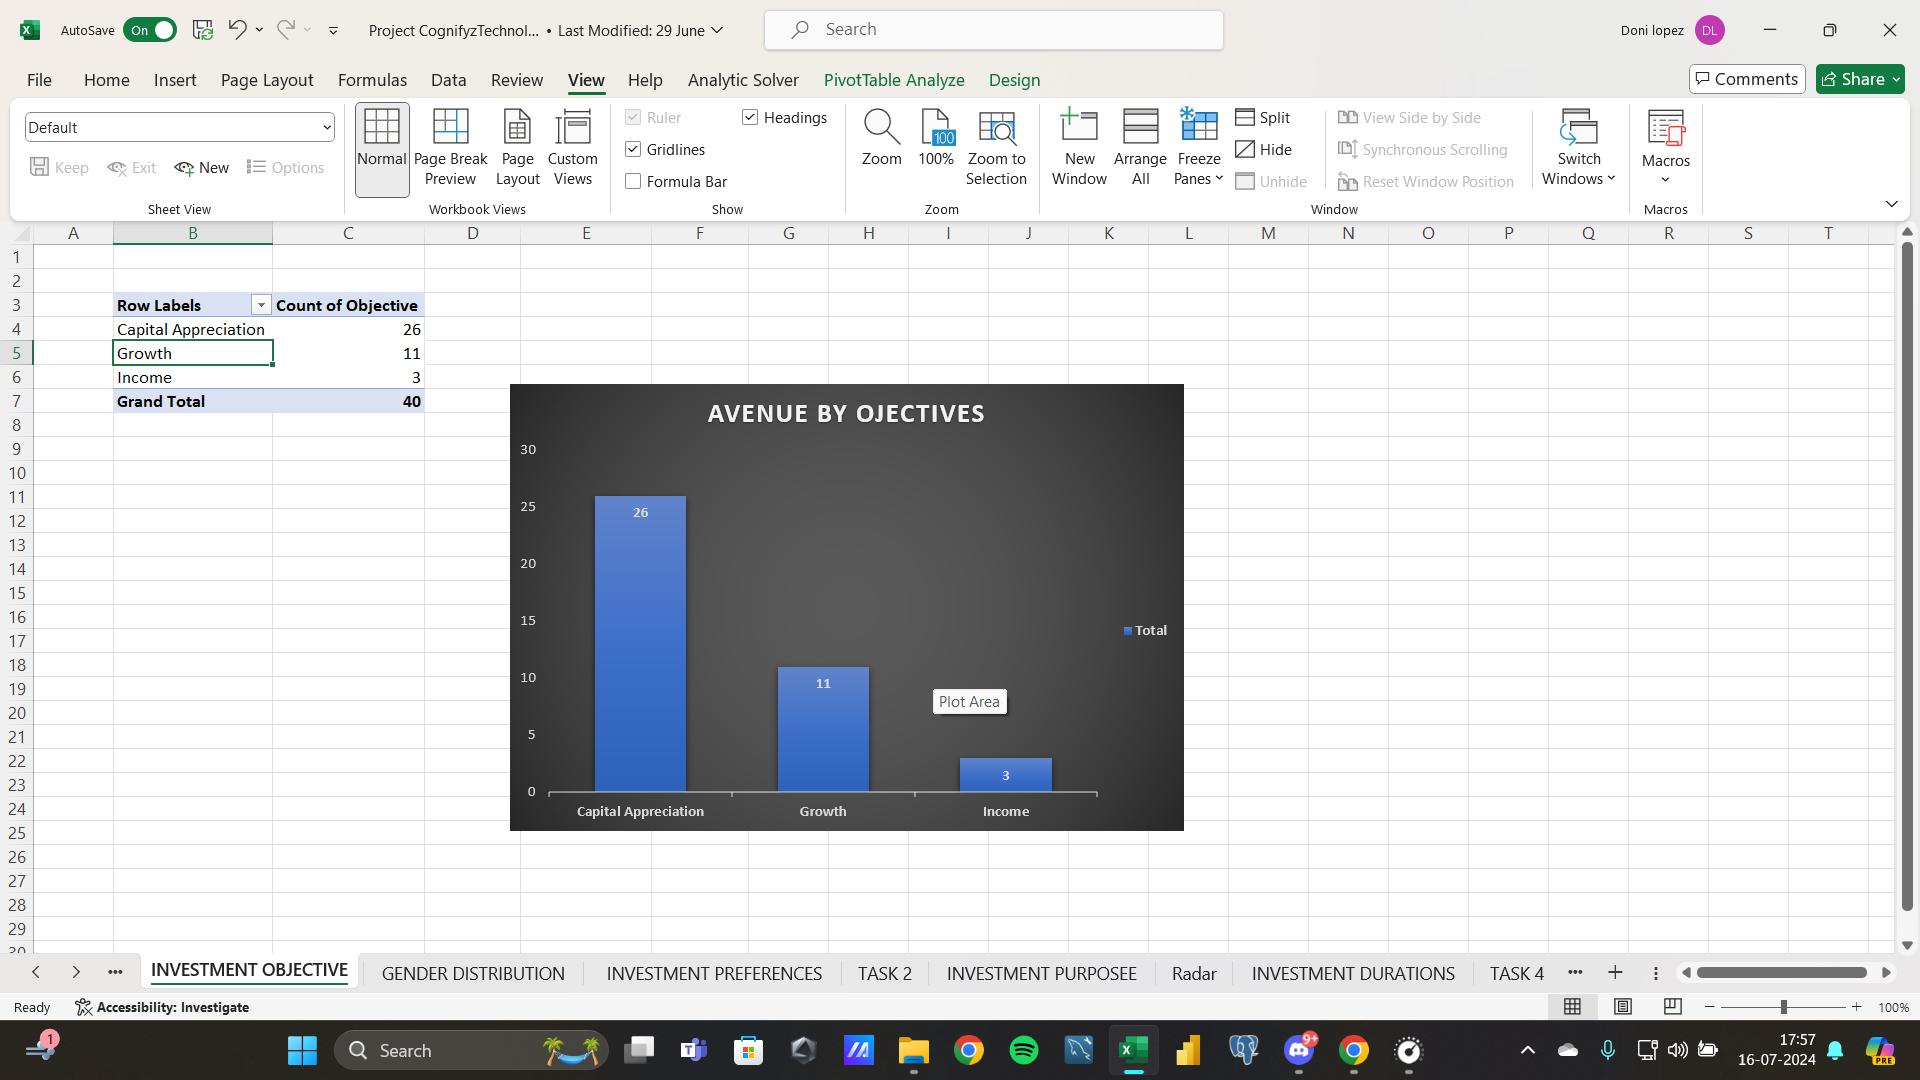 AutoSave On Project CognifyzTechnol... • Last Modified: 29 June Search Doni lopez DL
File Home Insert Page Layout Formulas Data Review View Help Analytic Solver PivotTable Analyze Design Comments Share
Default
Keep Exit New Options
Sheet View
Normal
Page Break Preview
Page Layout
Custom Views
Workbook Views
Ruler Headings
Gridlines
Formula Bar
Show
Zoom
100
100%
Zoom to Selection
Zoom
New Window
Arrange All
Freeze Panes
Split
Hide
Unhide
View Side by Side
Synchronous Scrolling
Reset Window Position
Window
Switch Windows
Macros
Macros
A B C D E F G H I J K L M N O P Q R S T
1
2
3 Row Labels Count of Objective
4 Capital Appreciation 26
5 Growth 11
6 Income 3
7 Grand Total 40
8
9
10
11
12
13
14
15
16
17
18
19
20
21
22
23
24
25
26
27
28
29
30
AVENUE BY OJECTIVES
30
25
20
15
10
5
0
26
11
3
Plot Area
Total
Capital Appreciation Growth Income
INVESTMENT OBJECTIVE GENDER DISTRIBUTION INVESTMENT PREFERENCES TASK 2 INVESTMENT PURPOSEE Radar INVESTMENT DURATIONS TASK 4
Ready Accessibility: Investigate 100%
1 Search 9+ 17:57
16-07-2024
PRE